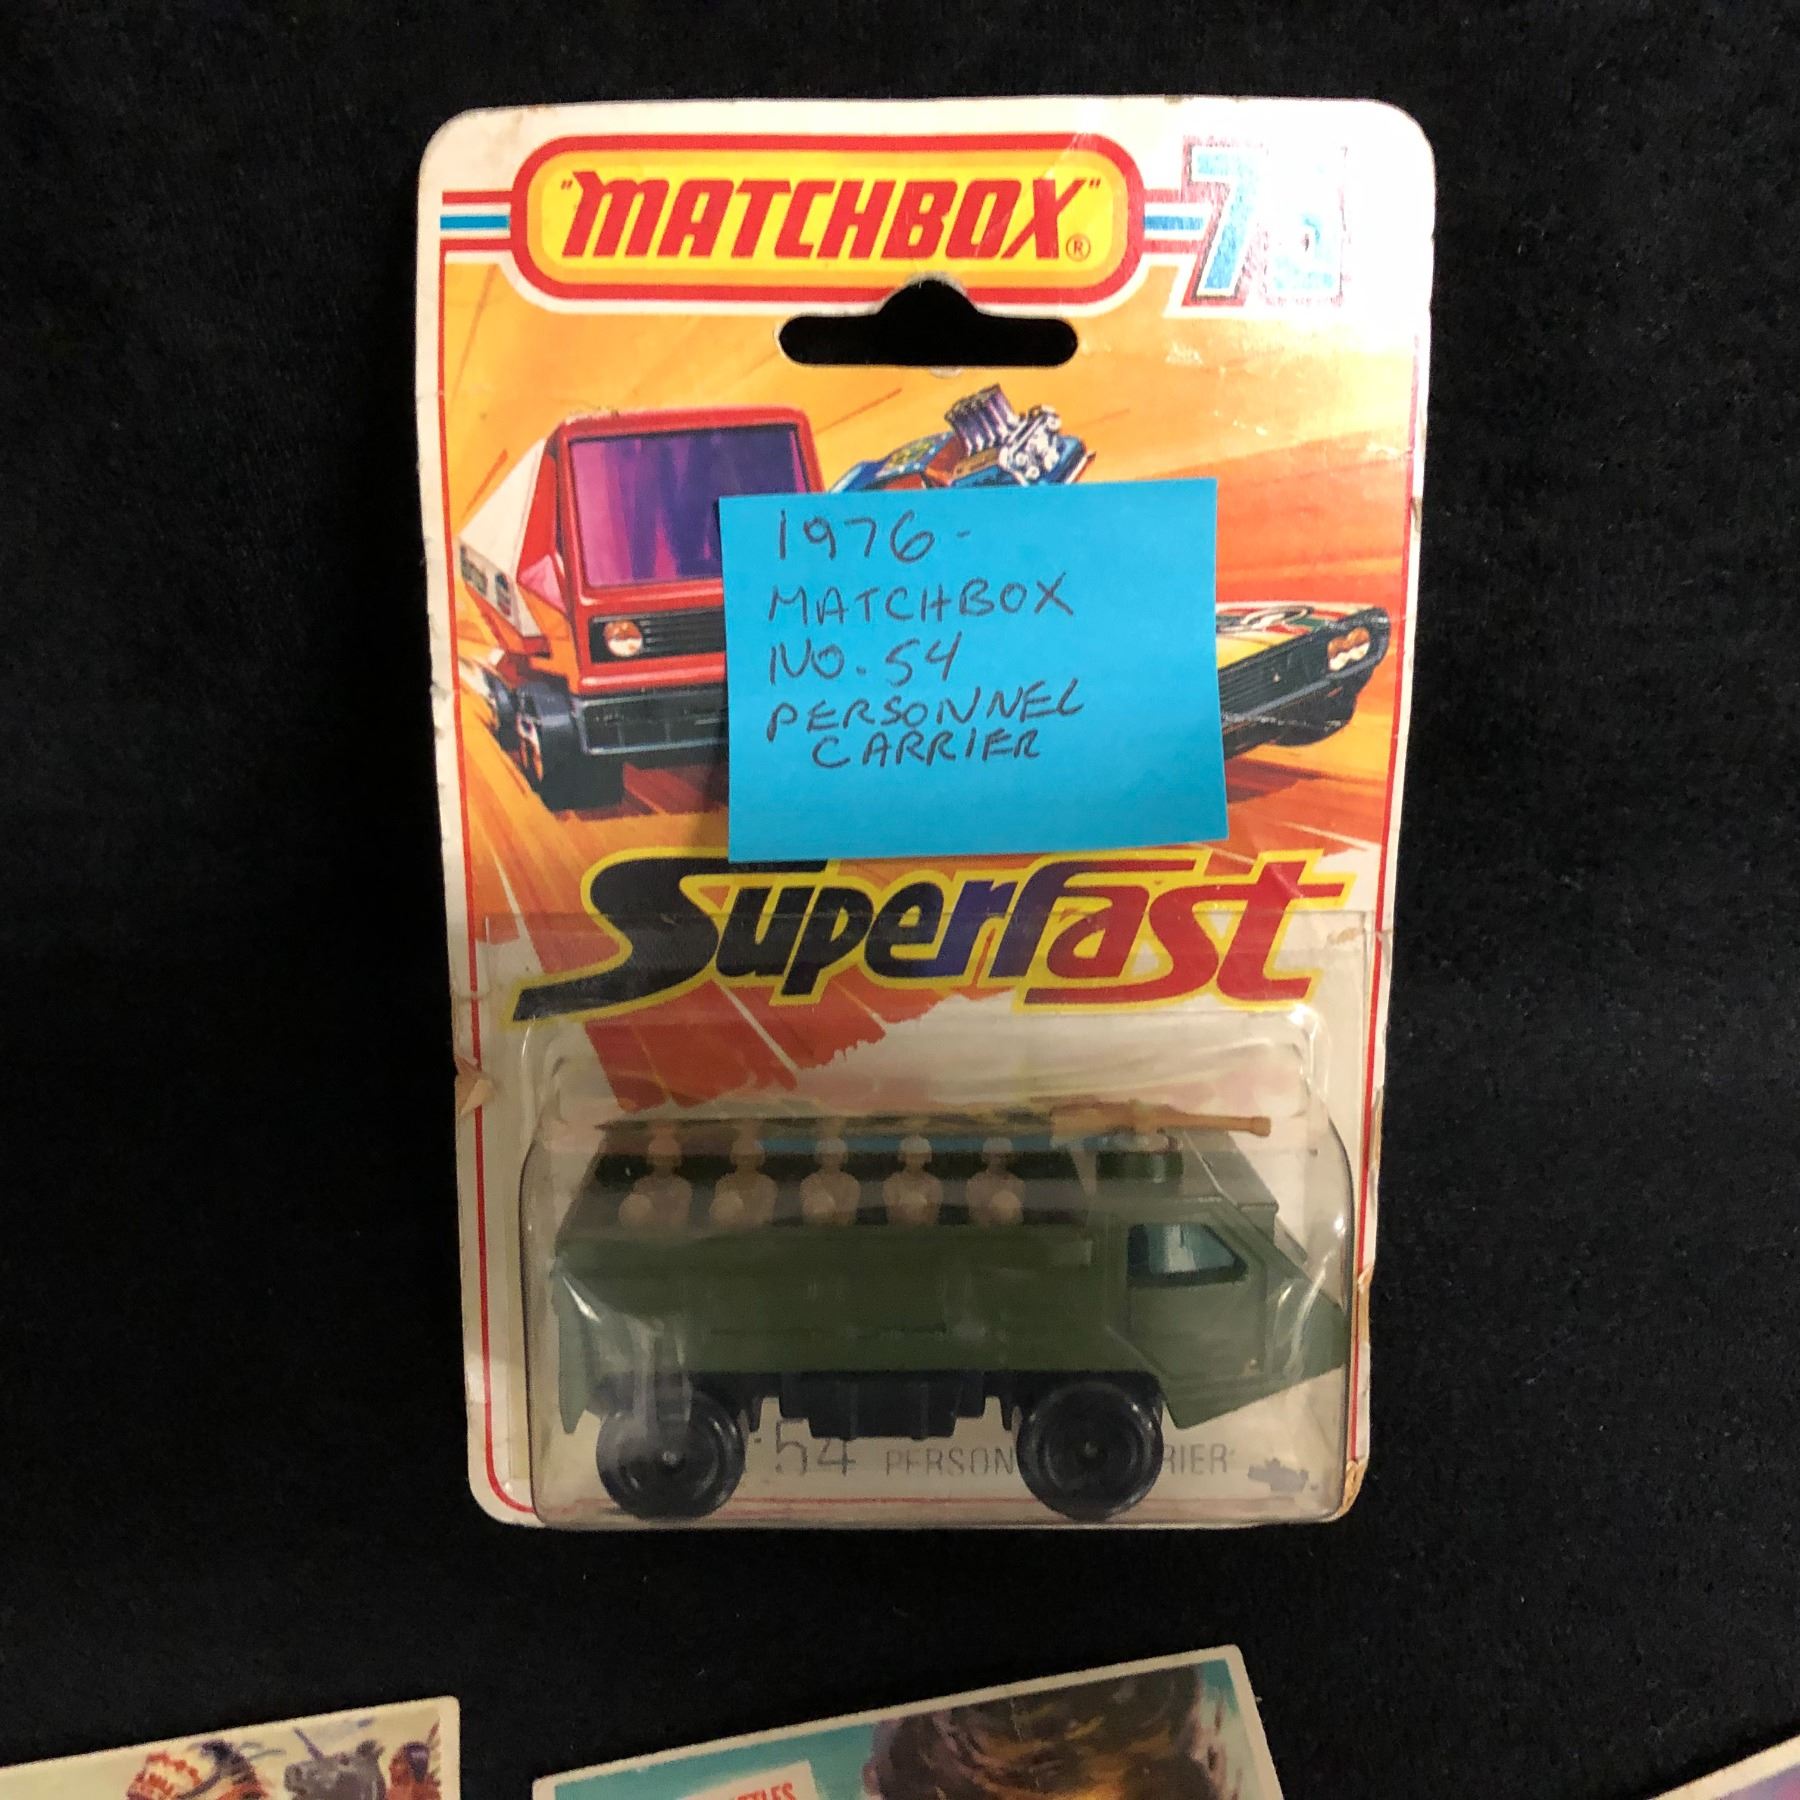 "MATCHBOX"®
75
1976-
MATCHBOX
NO. 54
PERSONNEL
CARRIER
Superfast
54